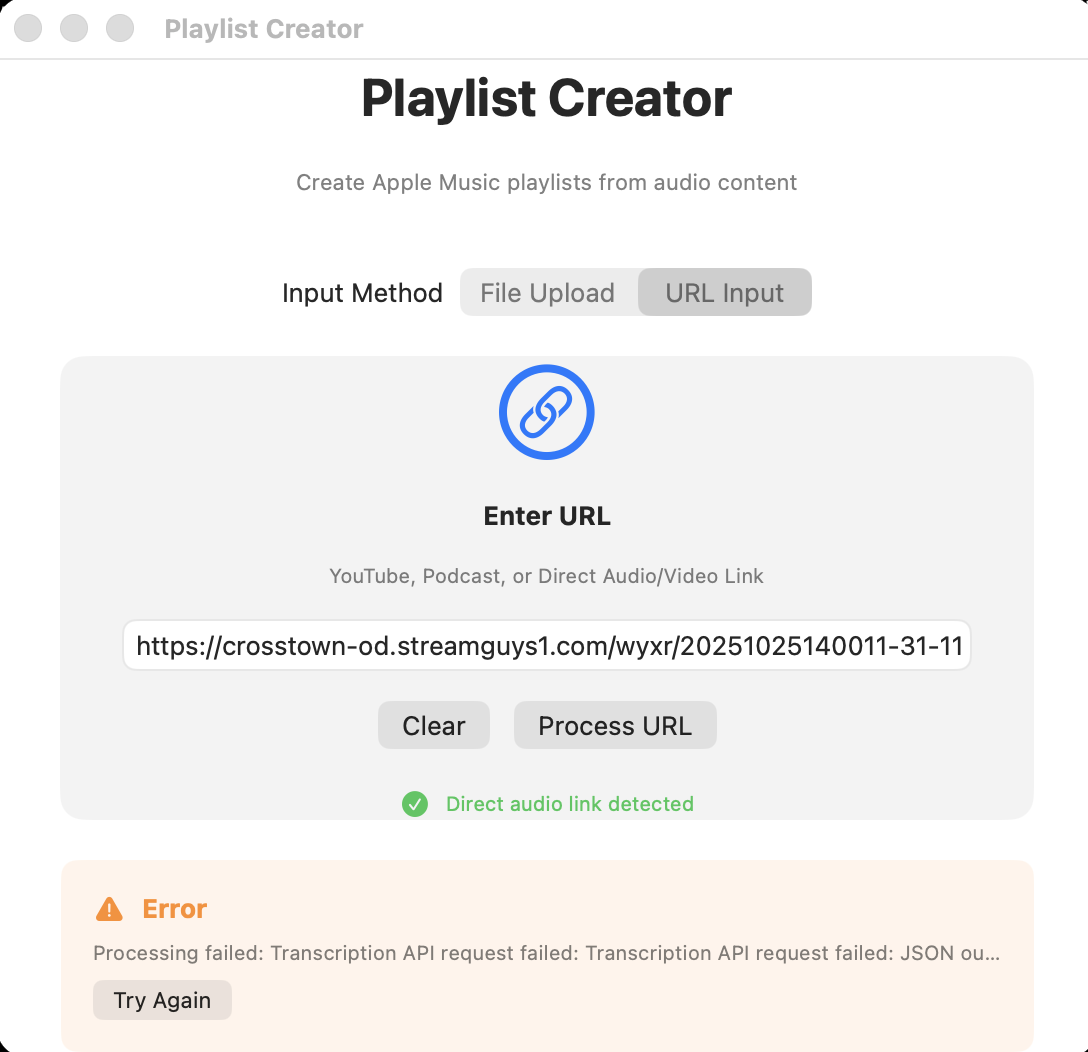 Playlist Creator
Playlist Creator
Create Apple Music playlists from audio content
Input Method File Upload URL Input
Enter URL
YouTube, Podcast, or Direct Audio/Video Link
https://crosstown-od.streamguys1.com/wyxr/20251025140011-31-11
Clear Process URL
Direct audio link detected
Error
Processing failed: Transcription API request failed: Transcription API request failed: JSON ou...
Try Again